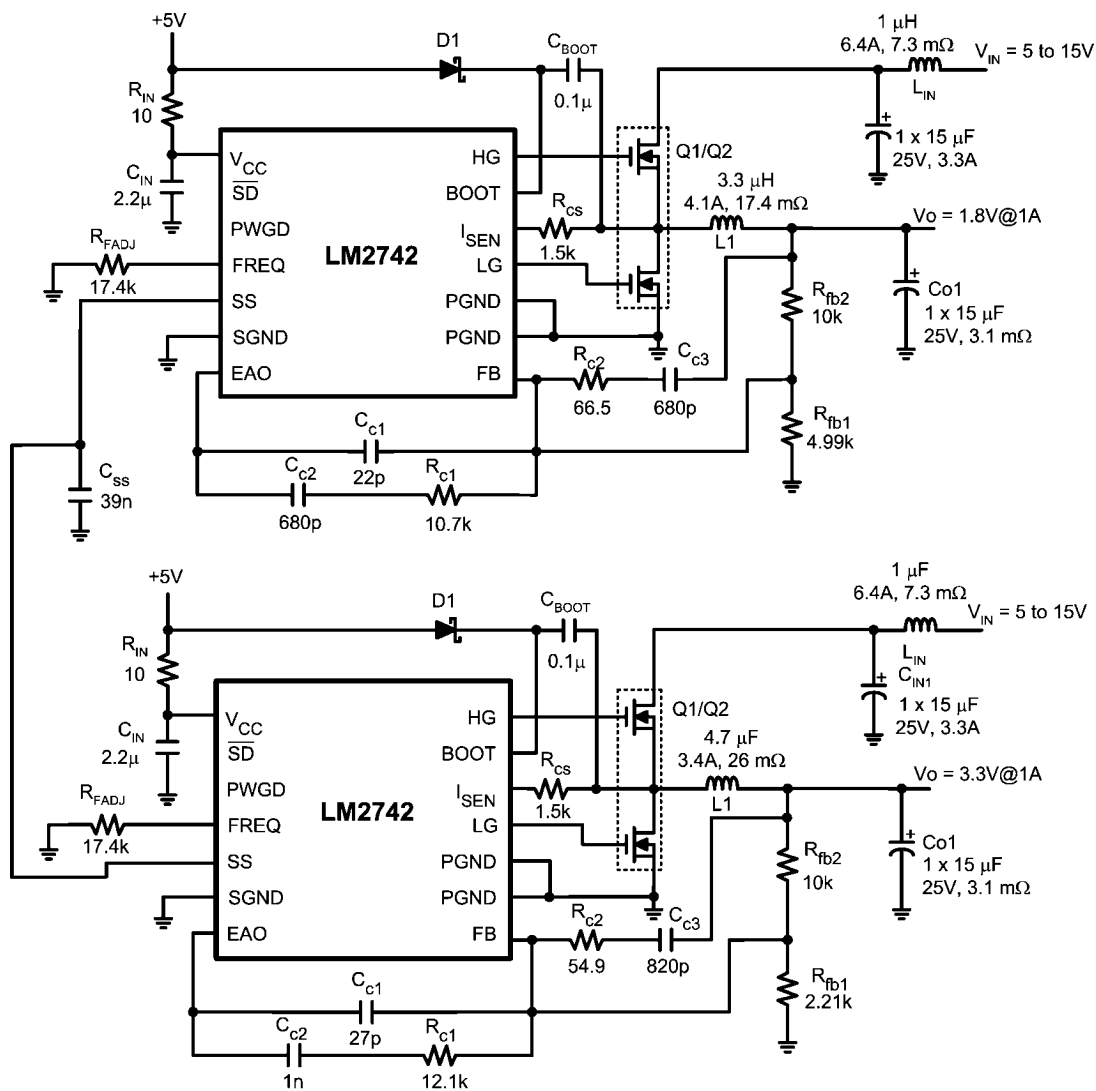 +5V
D1
C_BOOT
0.1µ
1 µH
6.4A, 7.3 mΩ
V_IN = 5 to 15V
L_IN
R_IN
10
+
1 x 15 µF
25V, 3.3A
C_IN
2.2µ
V_CC
SD
PWGD
FREQ
SS
SGND
EAO
LM2742
HG
BOOT
I_SEN
LG
PGND
PGND
FB
Q1/Q2
R_cs
1.5k
3.3 µH
4.1A, 17.4 mΩ
L1
Vo = 1.8V@1A
R_FADJ
17.4k
R_fb2
10k
+
Co1
1 x 15 µF
25V, 3.1 mΩ
R_c2
66.5
C_c3
680p
R_fb1
4.99k
C_c1
22p
C_c2
680p
R_c1
10.7k
C_ss
39n
+5V
D1
C_BOOT
0.1µ
1 µF
6.4A, 7.3 mΩ
V_IN = 5 to 15V
L_IN
R_IN
10
+
C_IN1
1 x 15 µF
25V, 3.3A
C_IN
2.2µ
V_CC
SD
PWGD
FREQ
SS
SGND
EAO
LM2742
HG
BOOT
I_SEN
LG
PGND
PGND
FB
Q1/Q2
R_cs
1.5k
4.7 µF
3.4A, 26 mΩ
L1
Vo = 3.3V@1A
R_FADJ
17.4k
R_fb2
10k
+
Co1
1 x 15 µF
25V, 3.1 mΩ
R_c2
54.9
C_c3
820p
R_fb1
2.21k
C_c1
27p
C_c2
1n
R_c1
12.1k